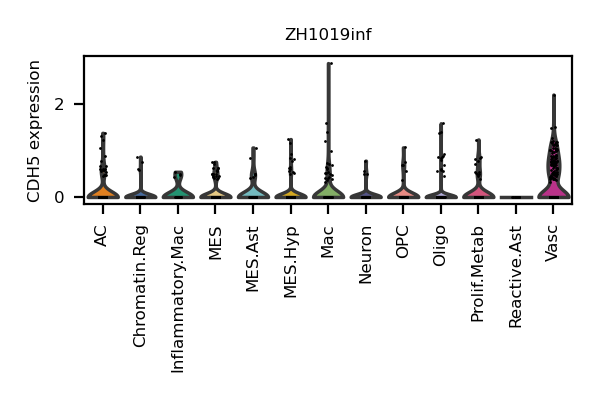 ZH1019inf
CDH5 expression
2
0
AC
Chromatin.Reg
Inflammatory.Mac
MES
MES.Ast
MES.Hyp
Mac
Neuron
OPC
Oligo
Prolif.Metab
Reactive.Ast
Vasc